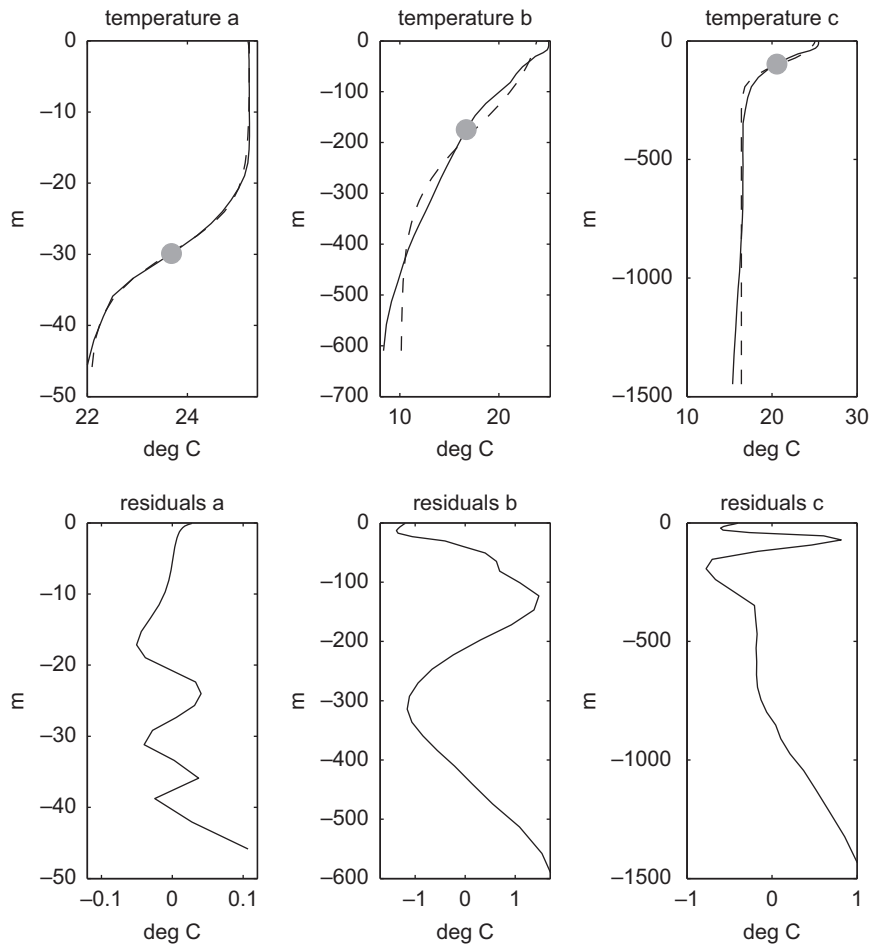 temperature a
temperature b
temperature c
0
−10
−20
−30
−40
−50
m
22
24
deg C
0
−100
−200
−300
−400
−500
−600
−700
m
10
20
deg C
0
−500
−1000
−1500
m
10
20
30
deg C
residuals a
residuals b
residuals c
0
−10
−20
−30
−40
−50
m
−0.1
0
0.1
deg C
0
−100
−200
−300
−400
−500
−600
m
−1
0
1
deg C
0
−500
−1000
−1500
m
−1
0
1
deg C